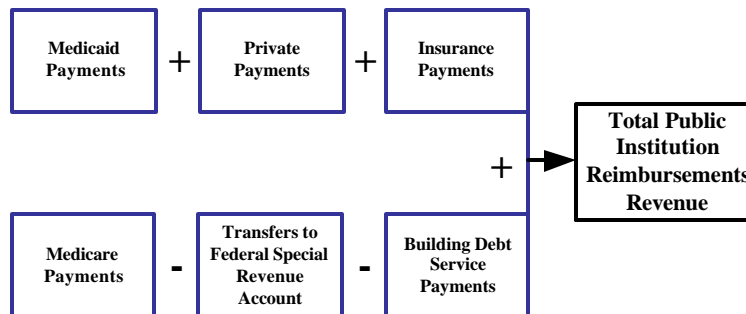 Medicaid
Payments
+
Private
Payments
+
Insurance
Payments
+
Total Public
Institution
Reimbursements
Revenue
Medicare
Payments
-
Transfers to
Federal Special
Revenue
Account
-
Building Debt
Service
Payments